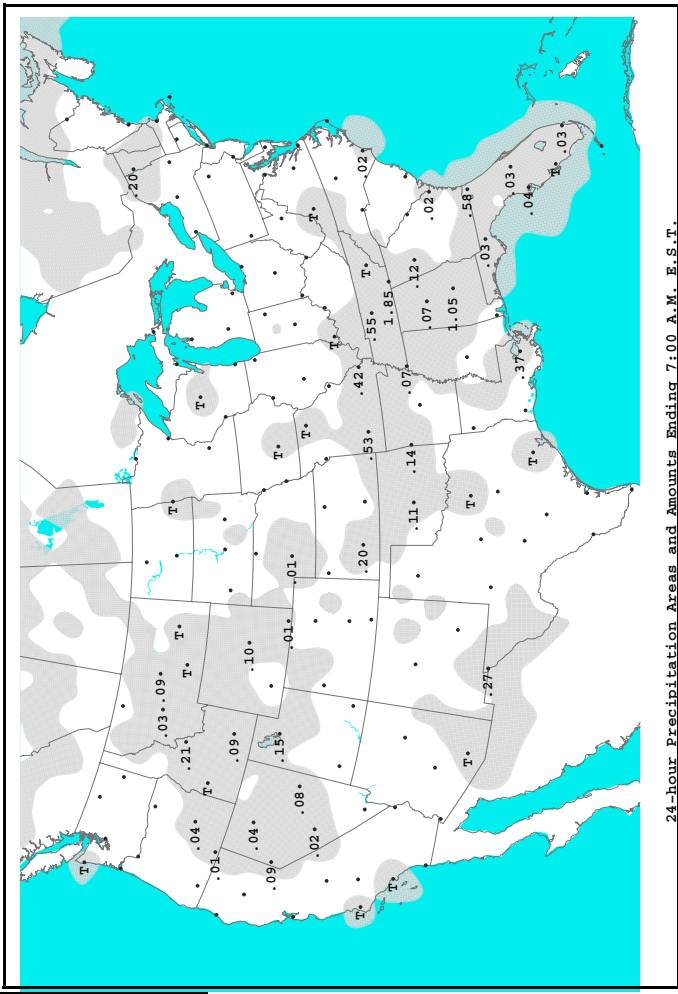 T
.20
.03
.09
T
T
.21
T
.04
T
T
.01
.09
.10
.04
.09
T
.15
.01
.01
.08
T
T
.02
T
.42
T
.02
.20
T
.53
.55
1.85
T
.07
.14
.11
.12
.07
.02
1.05
.58
T
T
.03
.27
.03
.37
.04
T
T
.03
24-hour Precipitation Areas and Amounts Ending 7:00 A.M. E.S.T.